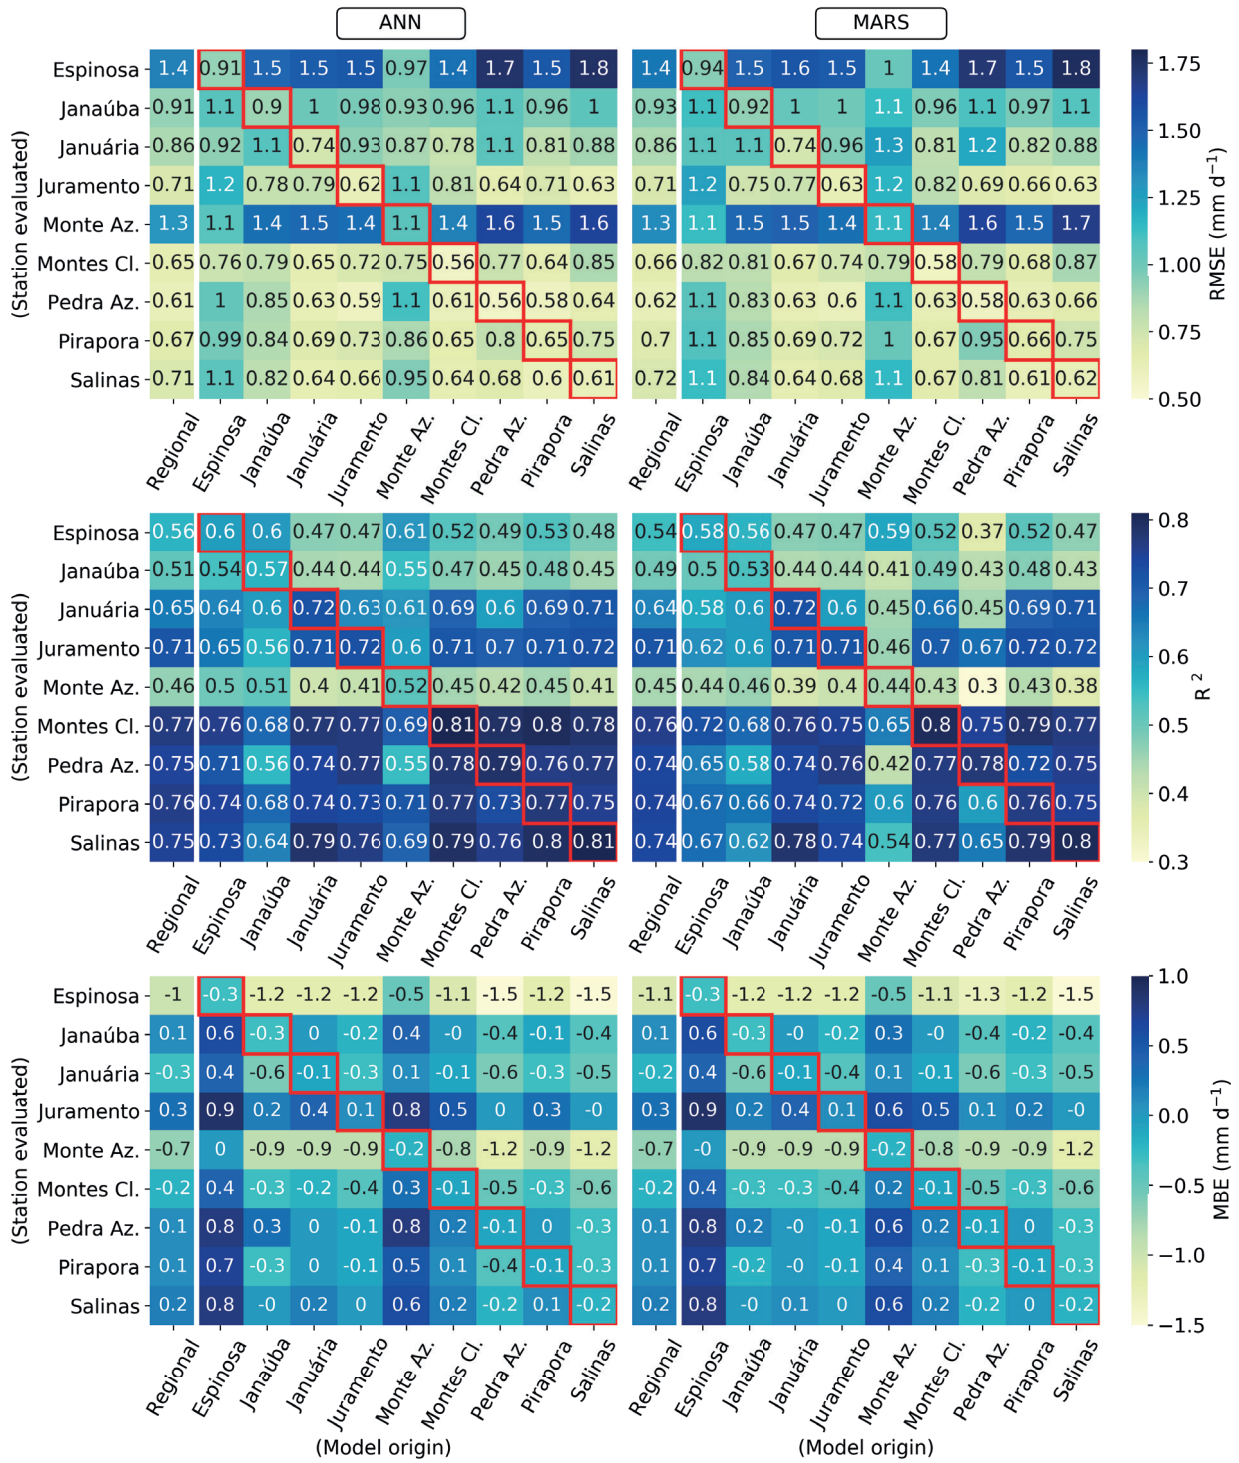 ANN MARS
(Station evaluated)
Espinosa 1.4 0.91 1.5 1.5 1.5 0.97 1.4 1.7 1.5 1.8 1.4 0.94 1.5 1.6 1.5 1 1.4 1.7 1.5 1.8
Janaúba 0.91 1.1 0.9 1 0.98 0.93 0.96 1.1 0.96 1 0.93 1.1 0.92 1 1 1.1 0.96 1.1 0.97 1.1
Januária 0.86 0.92 1.1 0.74 0.93 0.87 0.78 1.1 0.81 0.88 0.86 1.1 1.1 0.74 0.96 1.3 0.81 1.2 0.82 0.88
Juramento 0.71 1.2 0.78 0.79 0.62 1.1 0.81 0.64 0.71 0.63 0.71 1.2 0.75 0.77 0.63 1.2 0.82 0.69 0.66 0.63
Monte Az. 1.3 1.1 1.4 1.5 1.4 1.1 1.4 1.6 1.5 1.6 1.3 1.1 1.5 1.5 1.4 1.1 1.4 1.6 1.5 1.7
Montes Cl. 0.65 0.76 0.79 0.65 0.72 0.75 0.56 0.77 0.64 0.85 0.66 0.82 0.81 0.67 0.74 0.79 0.58 0.79 0.68 0.87
Pedra Az. 0.61 1 0.85 0.63 0.59 1.1 0.61 0.56 0.58 0.64 0.62 1.1 0.83 0.63 0.6 1.1 0.63 0.58 0.63 0.66
Pirapora 0.67 0.99 0.84 0.69 0.73 0.86 0.65 0.8 0.65 0.75 0.7 1.1 0.85 0.69 0.72 1 0.67 0.95 0.66 0.75
Salinas 0.71 1.1 0.82 0.64 0.66 0.95 0.64 0.68 0.6 0.61 0.72 1.1 0.84 0.64 0.68 1.1 0.67 0.81 0.61 0.62
Regional Espinosa Janaúba Januária Juramento Monte Az. Montes Cl. Pedra Az. Pirapora Salinas Regional Espinosa Janaúba Januária Juramento Monte Az. Montes Cl. Pedra Az. Pirapora Salinas
1.75
1.50
1.25
1.00
0.75
0.50
RMSE (mm d⁻¹)
(Station evaluated)
Espinosa 0.56 0.6 0.6 0.47 0.47 0.61 0.52 0.49 0.53 0.48 0.54 0.58 0.56 0.47 0.47 0.59 0.52 0.37 0.52 0.47
Janaúba 0.51 0.54 0.57 0.44 0.44 0.55 0.47 0.45 0.48 0.45 0.49 0.5 0.53 0.44 0.44 0.41 0.49 0.43 0.48 0.43
Januária 0.65 0.64 0.6 0.72 0.63 0.61 0.69 0.6 0.69 0.71 0.64 0.58 0.6 0.72 0.6 0.45 0.66 0.45 0.69 0.71
Juramento 0.71 0.65 0.56 0.71 0.72 0.6 0.71 0.7 0.71 0.72 0.71 0.62 0.6 0.71 0.71 0.46 0.7 0.67 0.72 0.72
Monte Az. 0.46 0.5 0.51 0.4 0.41 0.52 0.45 0.42 0.45 0.41 0.45 0.44 0.46 0.39 0.4 0.44 0.43 0.3 0.43 0.38
Montes Cl. 0.77 0.76 0.68 0.77 0.77 0.69 0.81 0.79 0.8 0.78 0.76 0.72 0.68 0.76 0.75 0.65 0.8 0.75 0.79 0.77
Pedra Az. 0.75 0.71 0.56 0.74 0.77 0.55 0.78 0.79 0.76 0.77 0.74 0.65 0.58 0.74 0.76 0.42 0.77 0.78 0.72 0.75
Pirapora 0.76 0.74 0.68 0.74 0.73 0.71 0.77 0.73 0.77 0.75 0.74 0.67 0.66 0.74 0.72 0.6 0.76 0.6 0.76 0.75
Salinas 0.75 0.73 0.64 0.79 0.76 0.69 0.79 0.76 0.8 0.81 0.74 0.67 0.62 0.78 0.74 0.54 0.77 0.65 0.79 0.8
Regional Espinosa Janaúba Januária Juramento Monte Az. Montes Cl. Pedra Az. Pirapora Salinas Regional Espinosa Janaúba Januária Juramento Monte Az. Montes Cl. Pedra Az. Pirapora Salinas
0.8
0.7
0.6
0.5
0.4
0.3
R²
(Station evaluated)
Espinosa -1 -0.3 -1.2 -1.2 -1.2 -0.5 -1.1 -1.5 -1.2 -1.5 -1.1 -0.3 -1.2 -1.2 -1.2 -0.5 -1.1 -1.3 -1.2 -1.5
Janaúba 0.1 0.6 -0.3 0 -0.2 0.4 -0 -0.4 -0.1 -0.4 0.1 0.6 -0.3 -0 -0.2 0.3 -0 -0.4 -0.2 -0.4
Januária -0.3 0.4 -0.6 -0.1 -0.3 0.1 -0.1 -0.6 -0.3 -0.5 -0.2 0.4 -0.6 -0.1 -0.4 0.1 -0.1 -0.6 -0.3 -0.5
Juramento 0.3 0.9 0.2 0.4 0.1 0.8 0.5 0 0.3 -0 0.3 0.9 0.2 0.4 0.1 0.6 0.5 0.1 0.2 -0
Monte Az. -0.7 0 -0.9 -0.9 -0.9 -0.2 -0.8 -1.2 -0.9 -1.2 -0.7 -0 -0.9 -0.9 -0.9 -0.2 -0.8 -0.9 -0.9 -1.2
Montes Cl. -0.2 0.4 -0.3 -0.2 -0.4 0.3 -0.1 -0.5 -0.3 -0.6 -0.2 0.4 -0.3 -0.3 -0.4 0.2 -0.1 -0.5 -0.3 -0.6
Pedra Az. 0.1 0.8 0.3 0 -0.1 0.8 0.2 -0.1 0 -0.3 0.1 0.8 0.2 -0 -0.1 0.6 0.2 -0.1 0 -0.3
Pirapora 0.1 0.7 -0.3 0 -0.1 0.5 0.1 -0.4 -0.1 -0.3 0.1 0.7 -0.2 -0 -0.1 0.4 0.1 -0.3 -0.1 -0.3
Salinas 0.2 0.8 -0 0.2 0 0.6 0.2 -0.2 0.1 -0.2 0.2 0.8 -0 0.1 0 0.6 0.2 -0.2 0 -0.2
Regional Espinosa Janaúba Januária Juramento Monte Az. Montes Cl. Pedra Az. Pirapora Salinas Regional Espinosa Janaúba Januária Juramento Monte Az. Montes Cl. Pedra Az. Pirapora Salinas
1.0
0.5
0.0
−0.5
−1.0
−1.5
MBE (mm d⁻¹)
(Model origin) (Model origin)